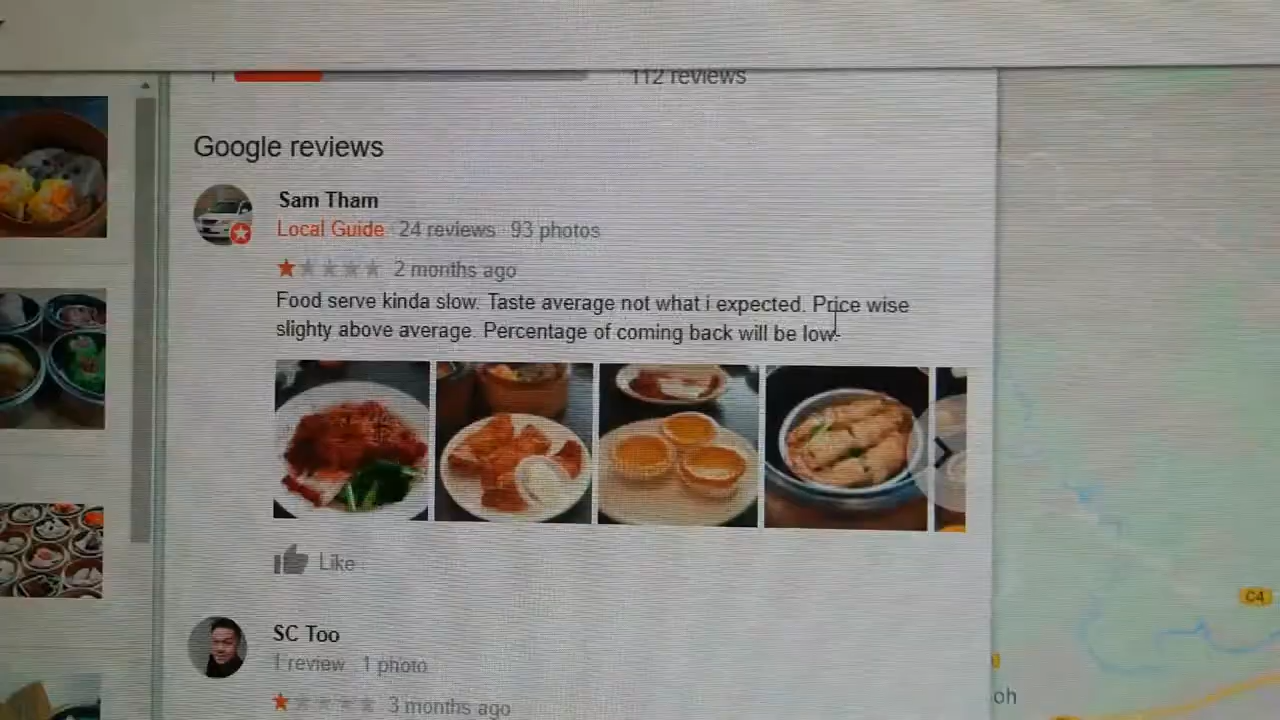 112 reviews
Google reviews
Sam Tham
Local Guide · 24 reviews · 93 photos
2 months ago
Food serve kinda slow. Taste average not what i expected. Price wise
slighty above average. Percentage of coming back will be low.
Like
SC Too
1 review · 1 photo
3 months ago
C4
oh